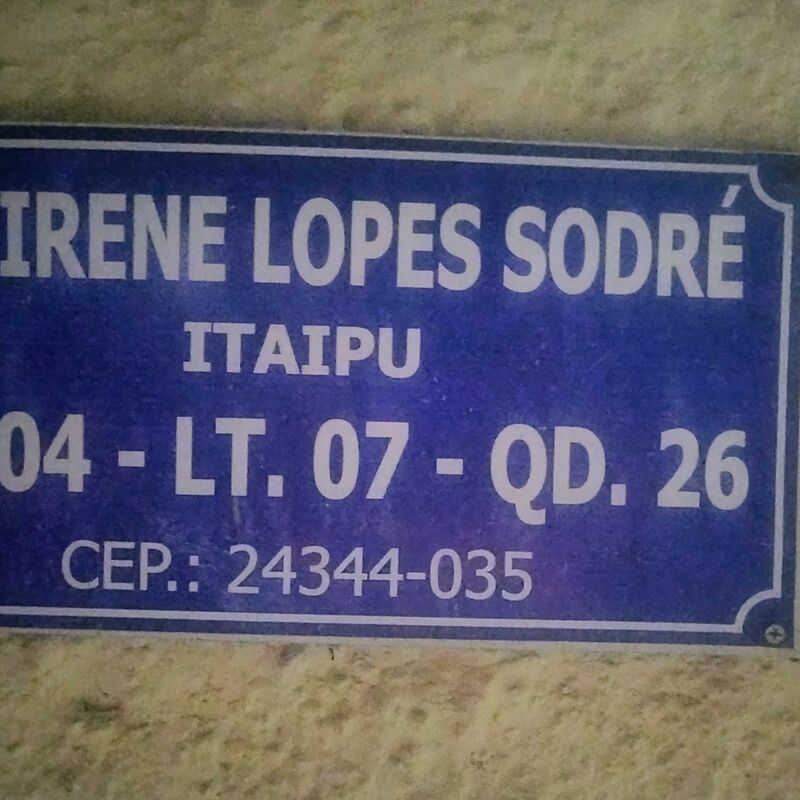 IRENE LOPES SODRÉ
ITAIPU
04 - LT. 07 - QD. 26
CEP.: 24344-035